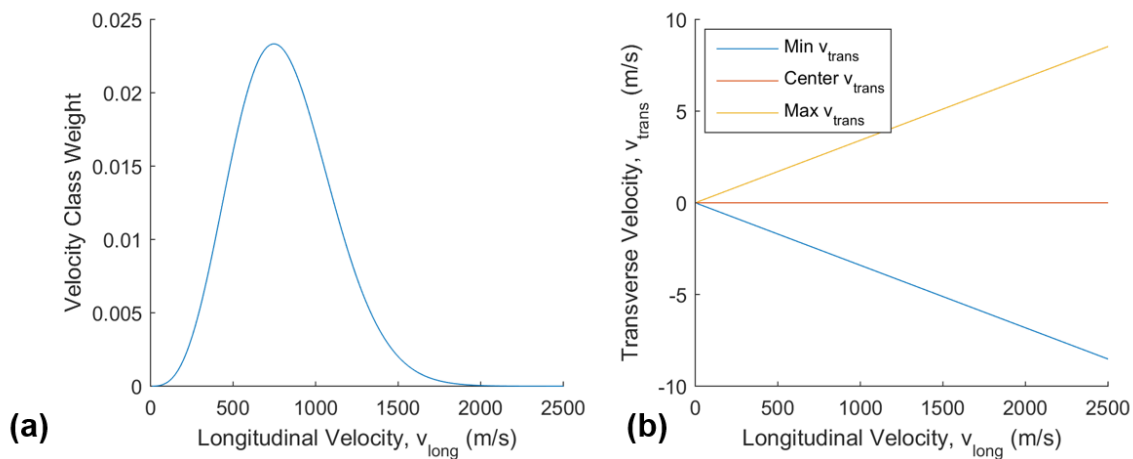 0.025
0.02
0.015
0.01
0.005
0
Velocity Class Weight
0 500 1000 1500 2000 2500
Longitudinal Velocity, v_long (m/s)
(a)
10
5
0
-5
-10
Transverse Velocity, v_trans (m/s)
Min v_trans
Center v_trans
Max v_trans
0 500 1000 1500 2000 2500
Longitudinal Velocity, v_long (m/s)
(b)